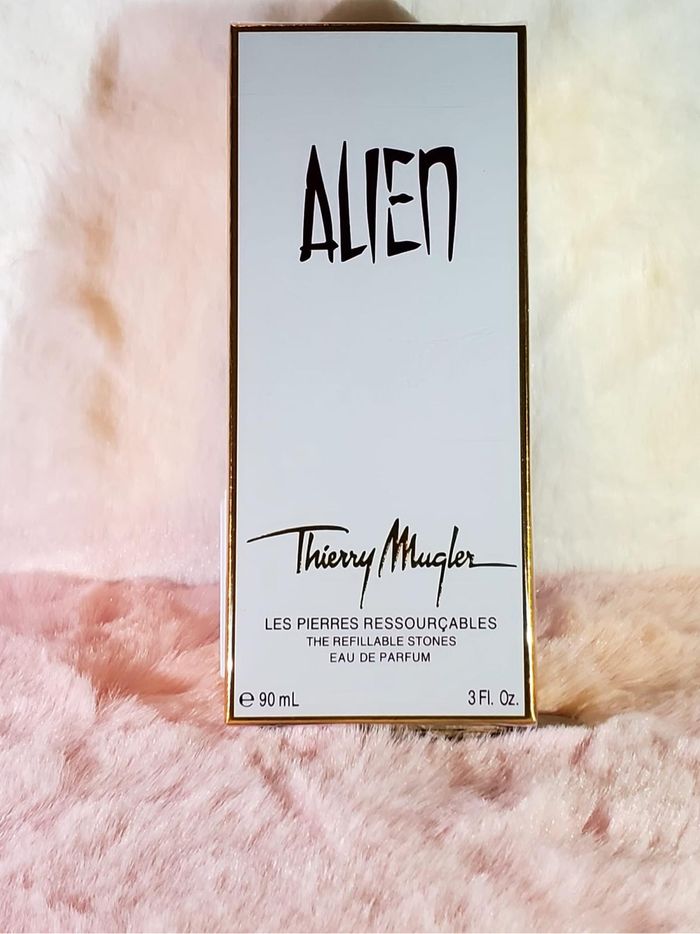 ALIEN
Thierry Mugler
LES PIERRES RESSOURÇABLES
THE REFILLABLE STONES
EAU DE PARFUM
℮ 90 mL 3 Fl. Oz.